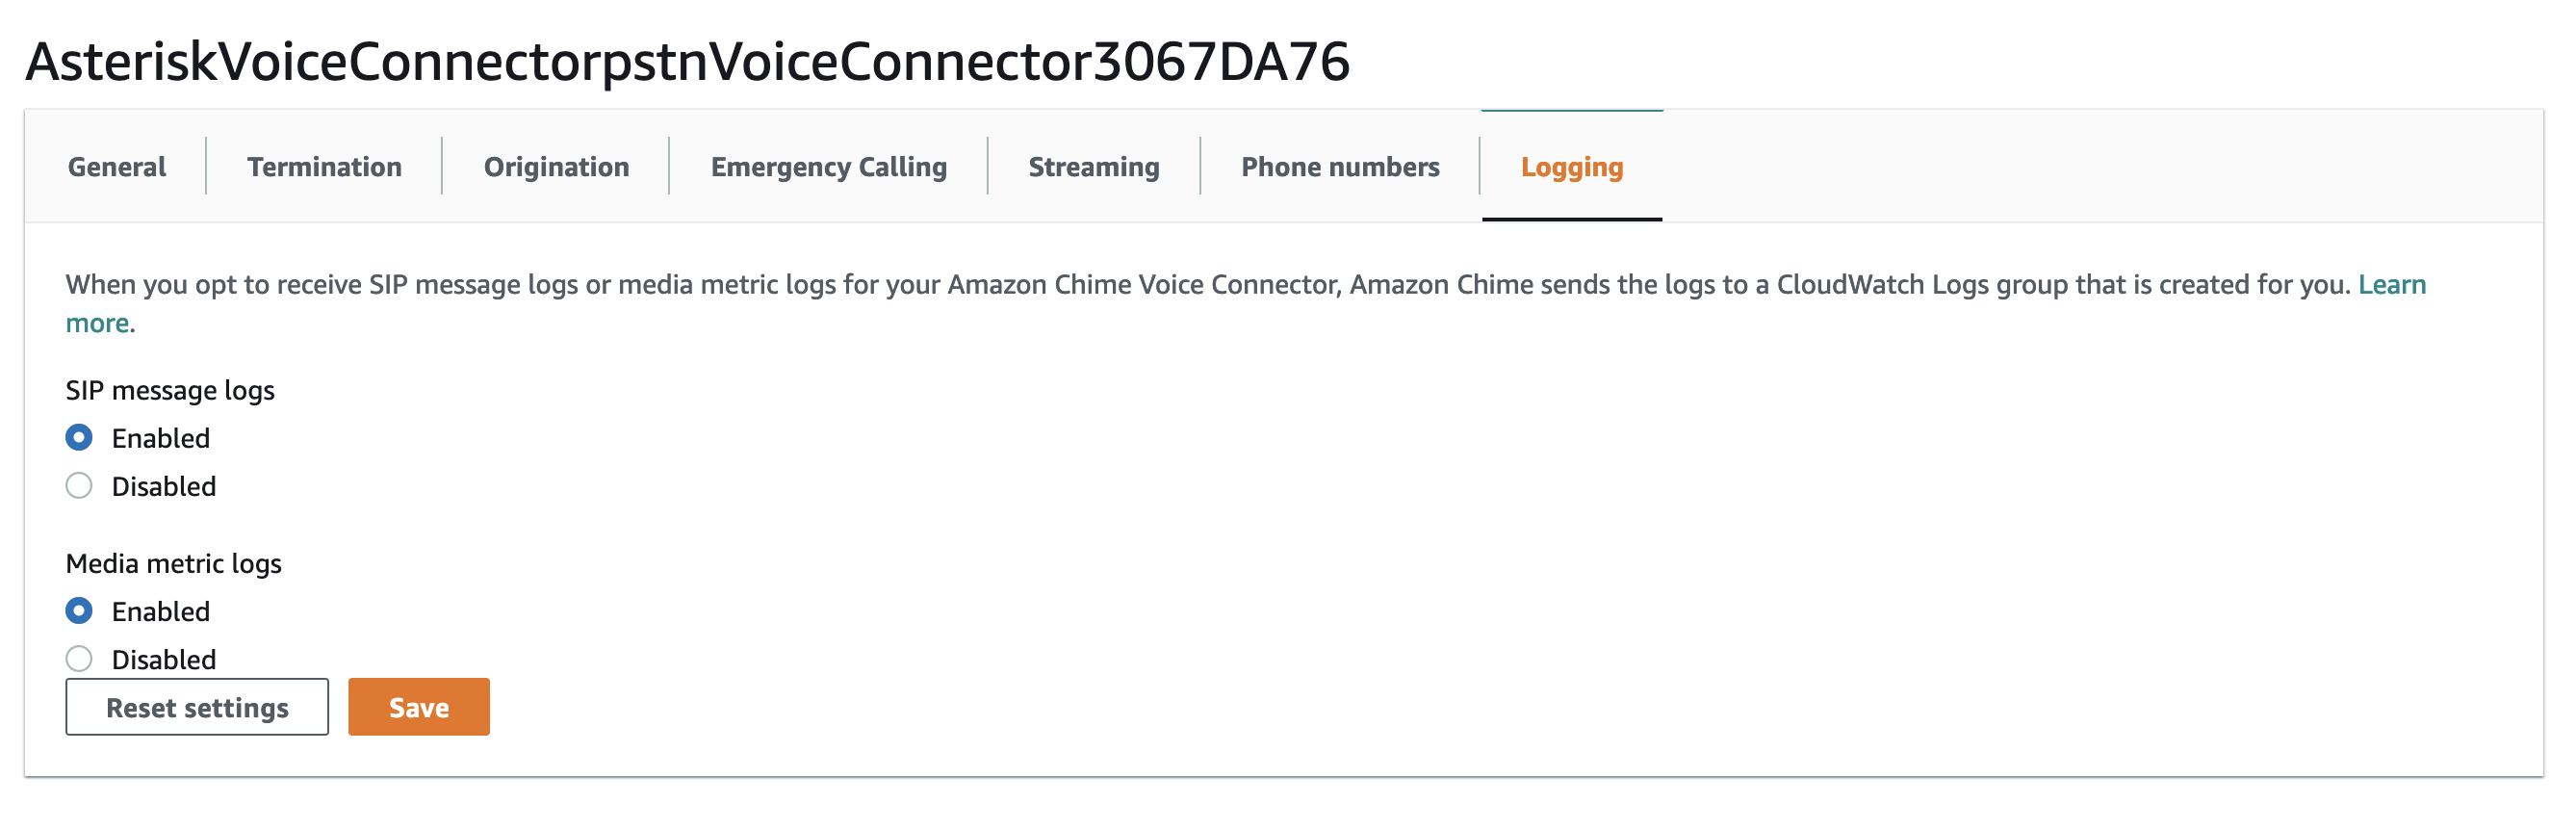 AsteriskVoiceConnectorpstnVoiceConnector3067DA76
General Termination Origination Emergency Calling Streaming Phone numbers Logging
When you opt to receive SIP message logs or media metric logs for your Amazon Chime Voice Connector, Amazon Chime sends the logs to a CloudWatch Logs group that is created for you. Learn
more.
SIP message logs
Enabled
Disabled
Media metric logs
Enabled
Disabled
Reset settings Save